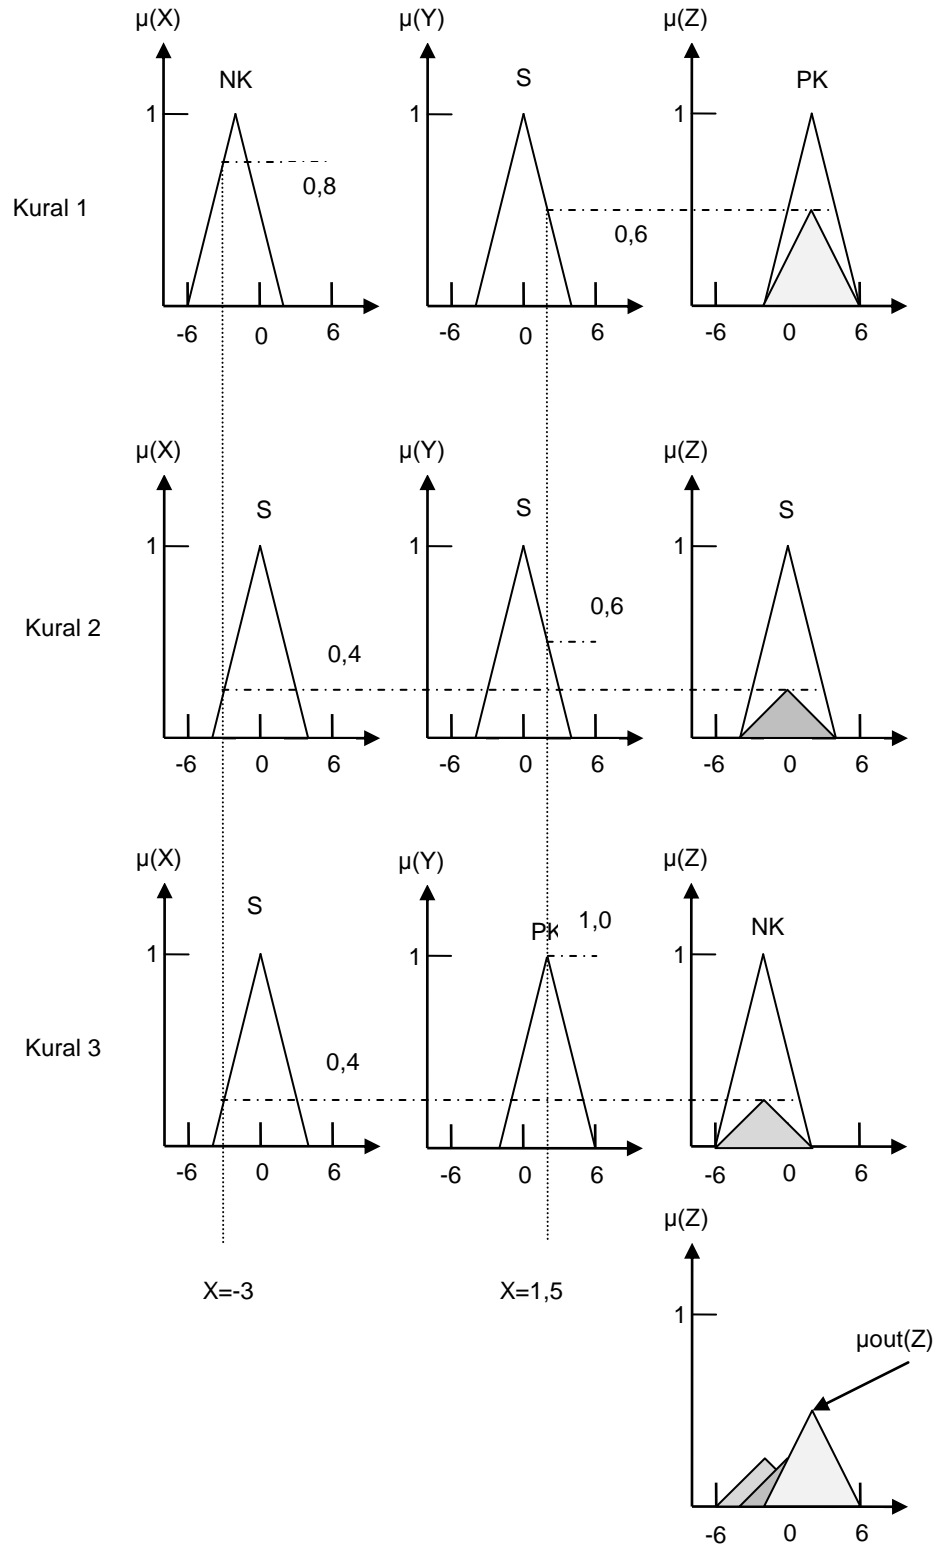 µ(X) µ(Y) µ(Z)
NK S PK
1 1 1
0,8
Kural 1
0,6
-6 0 6 -6 0 6 -6 0 6
µ(X) µ(Y) µ(Z)
S S S
1 1 1
0,6
Kural 2
0,4
-6 0 6 -6 0 6 -6 0 6
µ(X) µ(Y) µ(Z)
S PK 1,0 NK
1 1 1
Kural 3
0,4
-6 0 6 -6 0 6 -6 0 6
µ(Z)
X=-3 X=1,5
1
µout(Z)
-6 0 6